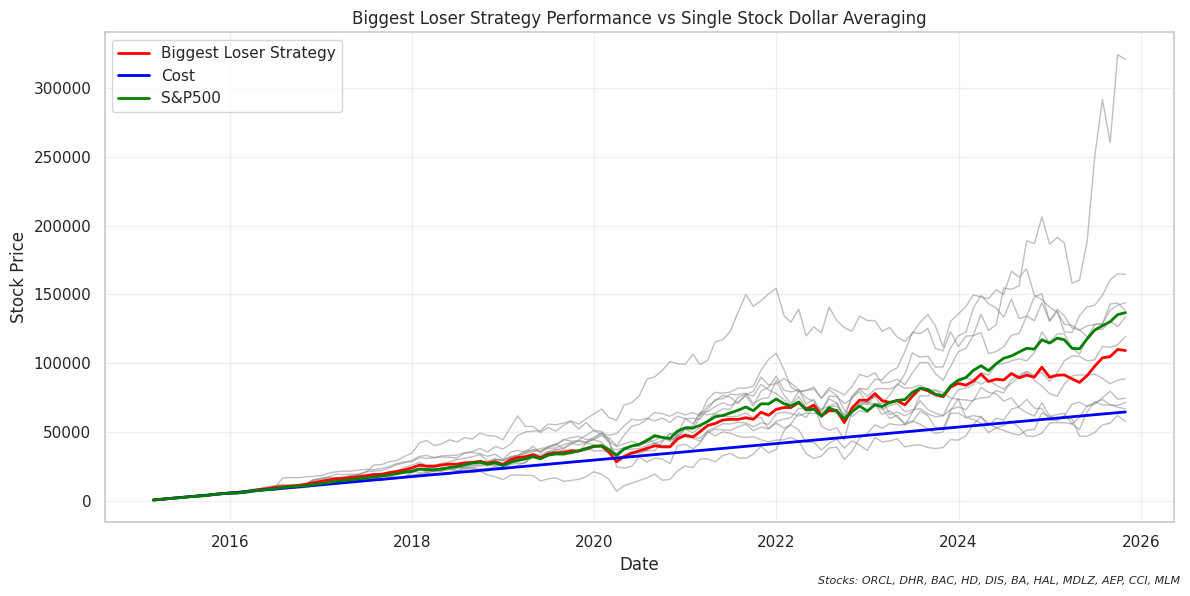 Biggest Loser Strategy Performance vs Single Stock Dollar Averaging
Biggest Loser Strategy
Cost
S&P500
300000
250000
200000
150000
100000
50000
0
Stock Price
2016
2018
2020
2022
2024
2026
Date
Stocks: ORCL, DHR, BAC, HD, DIS, BA, HAL, MDLZ, AEP, CCI, MLM